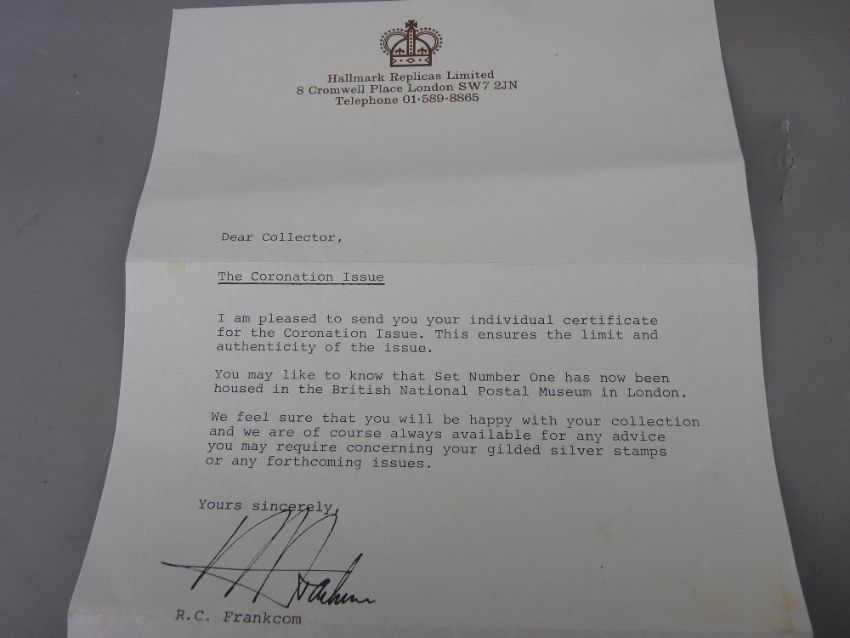 Hallmark Replicas Limited
8 Cromwell Place London SW7 2JN
Telephone 01-589-8865
Dear Collector,
The Coronation Issue
I am pleased to send you your individual certificate
for the Coronation Issue. This ensures the limit and
authenticity of the issue.
You may like to know that Set Number One has now been
housed in the British National Postal Museum in London.
We feel sure that you will be happy with your collection
and we are of course always available for any advice
you may require concerning your gilded silver stamps
or any forthcoming issues.
Yours sincerely,
R.C. Frankcom